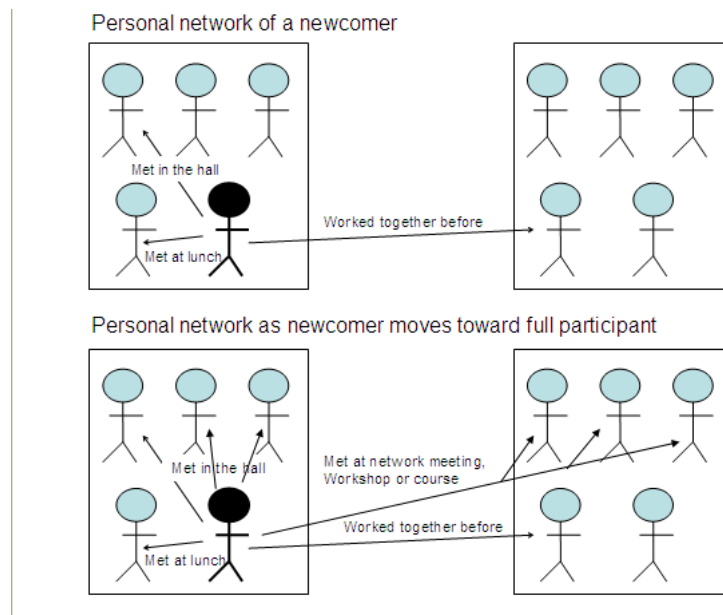 Personal network of a newcomer
Met in the hall
Worked together before
Met at lunch
Personal network as newcomer moves toward full participant
Met in the hall
Met at network meeting,
Workshop or course
Worked together before
Met at lunch